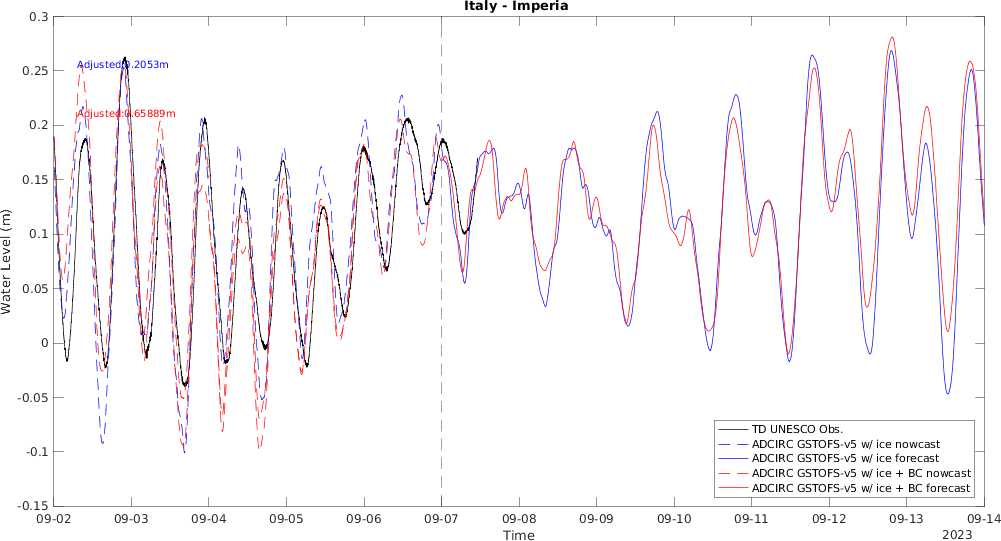 Italy - Imperia
0.3
0.25
0.2
0.15
0.1
0.05
0
-0.05
-0.1
-0.15
Water Level (m)
Adjusted:0.2053m
Adjusted:0.65889m
TD UNESCO Obs.
ADCIRC GSTOFS-v5 w/ ice nowcast
ADCIRC GSTOFS-v5 w/ ice forecast
ADCIRC GSTOFS-v5 w/ ice + BC nowcast
ADCIRC GSTOFS-v5 w/ ice + BC forecast
09-02 09-03 09-04 09-05 09-06 09-07 09-08 09-09 09-10 09-11 09-12 09-13 09-14
Time 2023